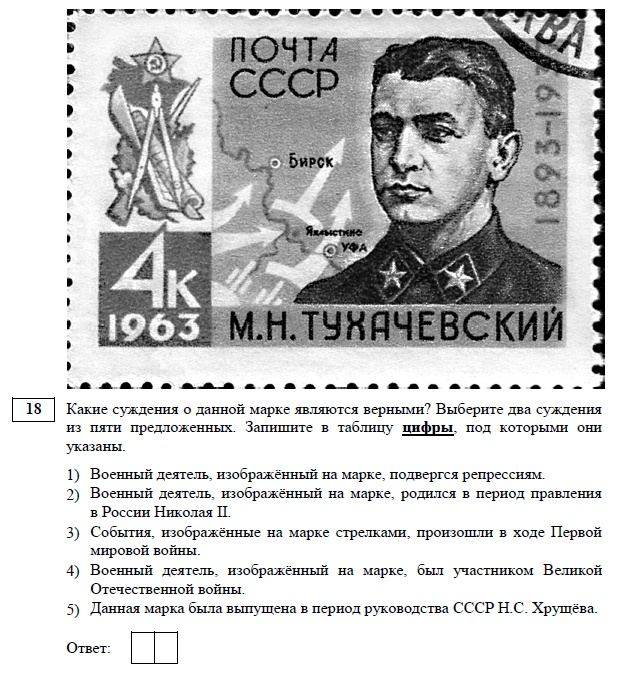 ПОЧТА
СССР
1893-193
КВА
БИРСК
УФА
4К
1963
М.Н.ТУХАЧЕВСКИЙ
18
Какие суждения о данной марке являются верными? Выберите два суждения
из пяти предложенных. Запишите в таблицу цифры, под которыми они
указаны.
1) Военный деятель, изображённый на марке, подвергся репрессиям.
2) Военный деятель, изображённый на марке, родился в период правления
в России Николая II.
3) События, изображённые на марке стрелками, произошли в ходе Первой
мировой войны.
4) Военный деятель, изображённый на марке, был участником Великой
Отечественной войны.
5) Данная марка была выпущена в период руководства СССР Н.С. Хрущёва.
Ответ: